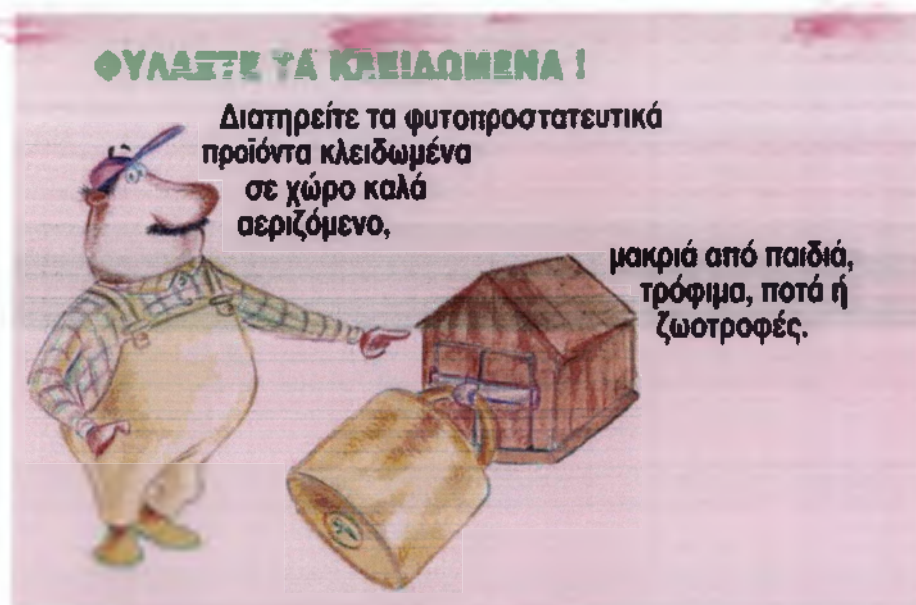 ΦΥΛΑΞΤΕ ΤΑ ΚΛΕΙΔΩΜΕΝΑ !
Διατηρείτε τα φυτοπροστατευτικά
προϊόντα κλειδωμένα
σε χώρο καλά
αεριζόμενο,
μακριά από παιδιά,
τρόφιμα, ποτά ή
ζωοτροφές.